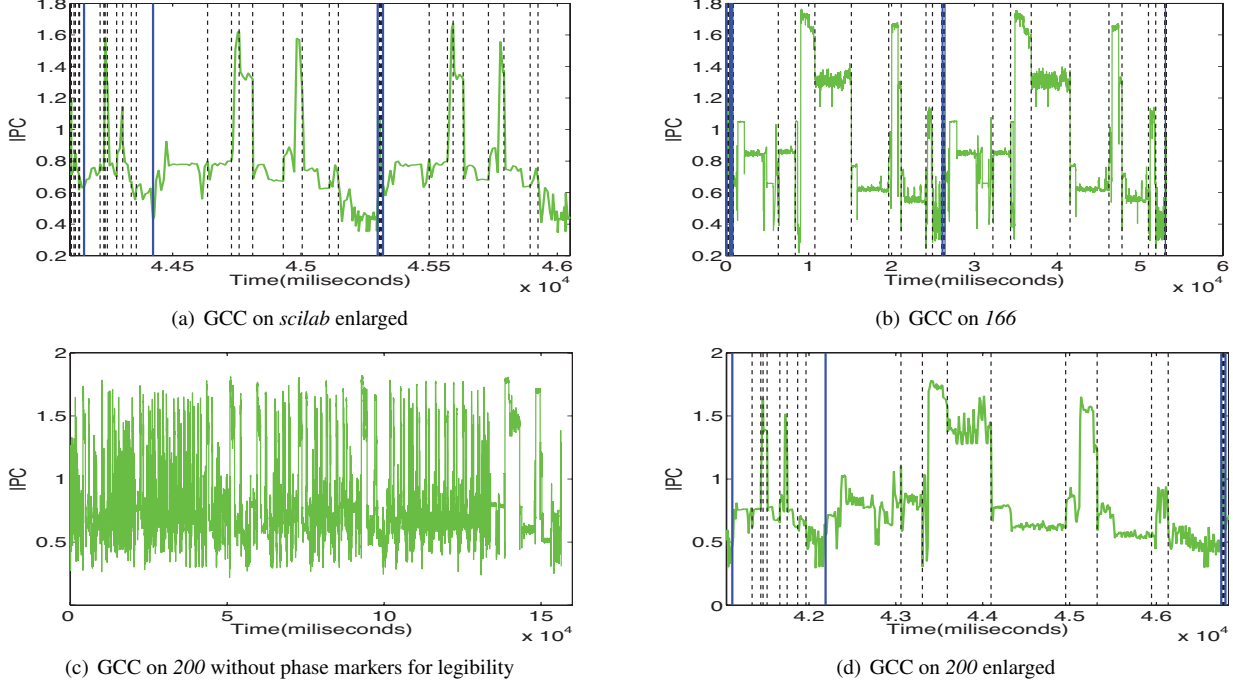 1.8
1.6
1.4
1.2
1
0.8
0.6
0.4
0.2
IPC
4.45 4.5 4.55 4.6
Time(miliseconds)
x 10^4
(a) GCC on scilab enlarged
1.8
1.6
1.4
1.2
1
0.8
0.6
0.4
0.2
IPC
0 1 2 3 4 5 6
Time(miliseconds)
x 10^4
(b) GCC on 166
2
1.5
1
0.5
0
IPC
0 5 10 15
Time(miliseconds)
x 10^4
(c) GCC on 200 without phase markers for legibility
2
1.5
1
0.5
0
IPC
4.2 4.3 4.4 4.5 4.6
Time(miliseconds)
x 10^4
(d) GCC on 200 enlarged